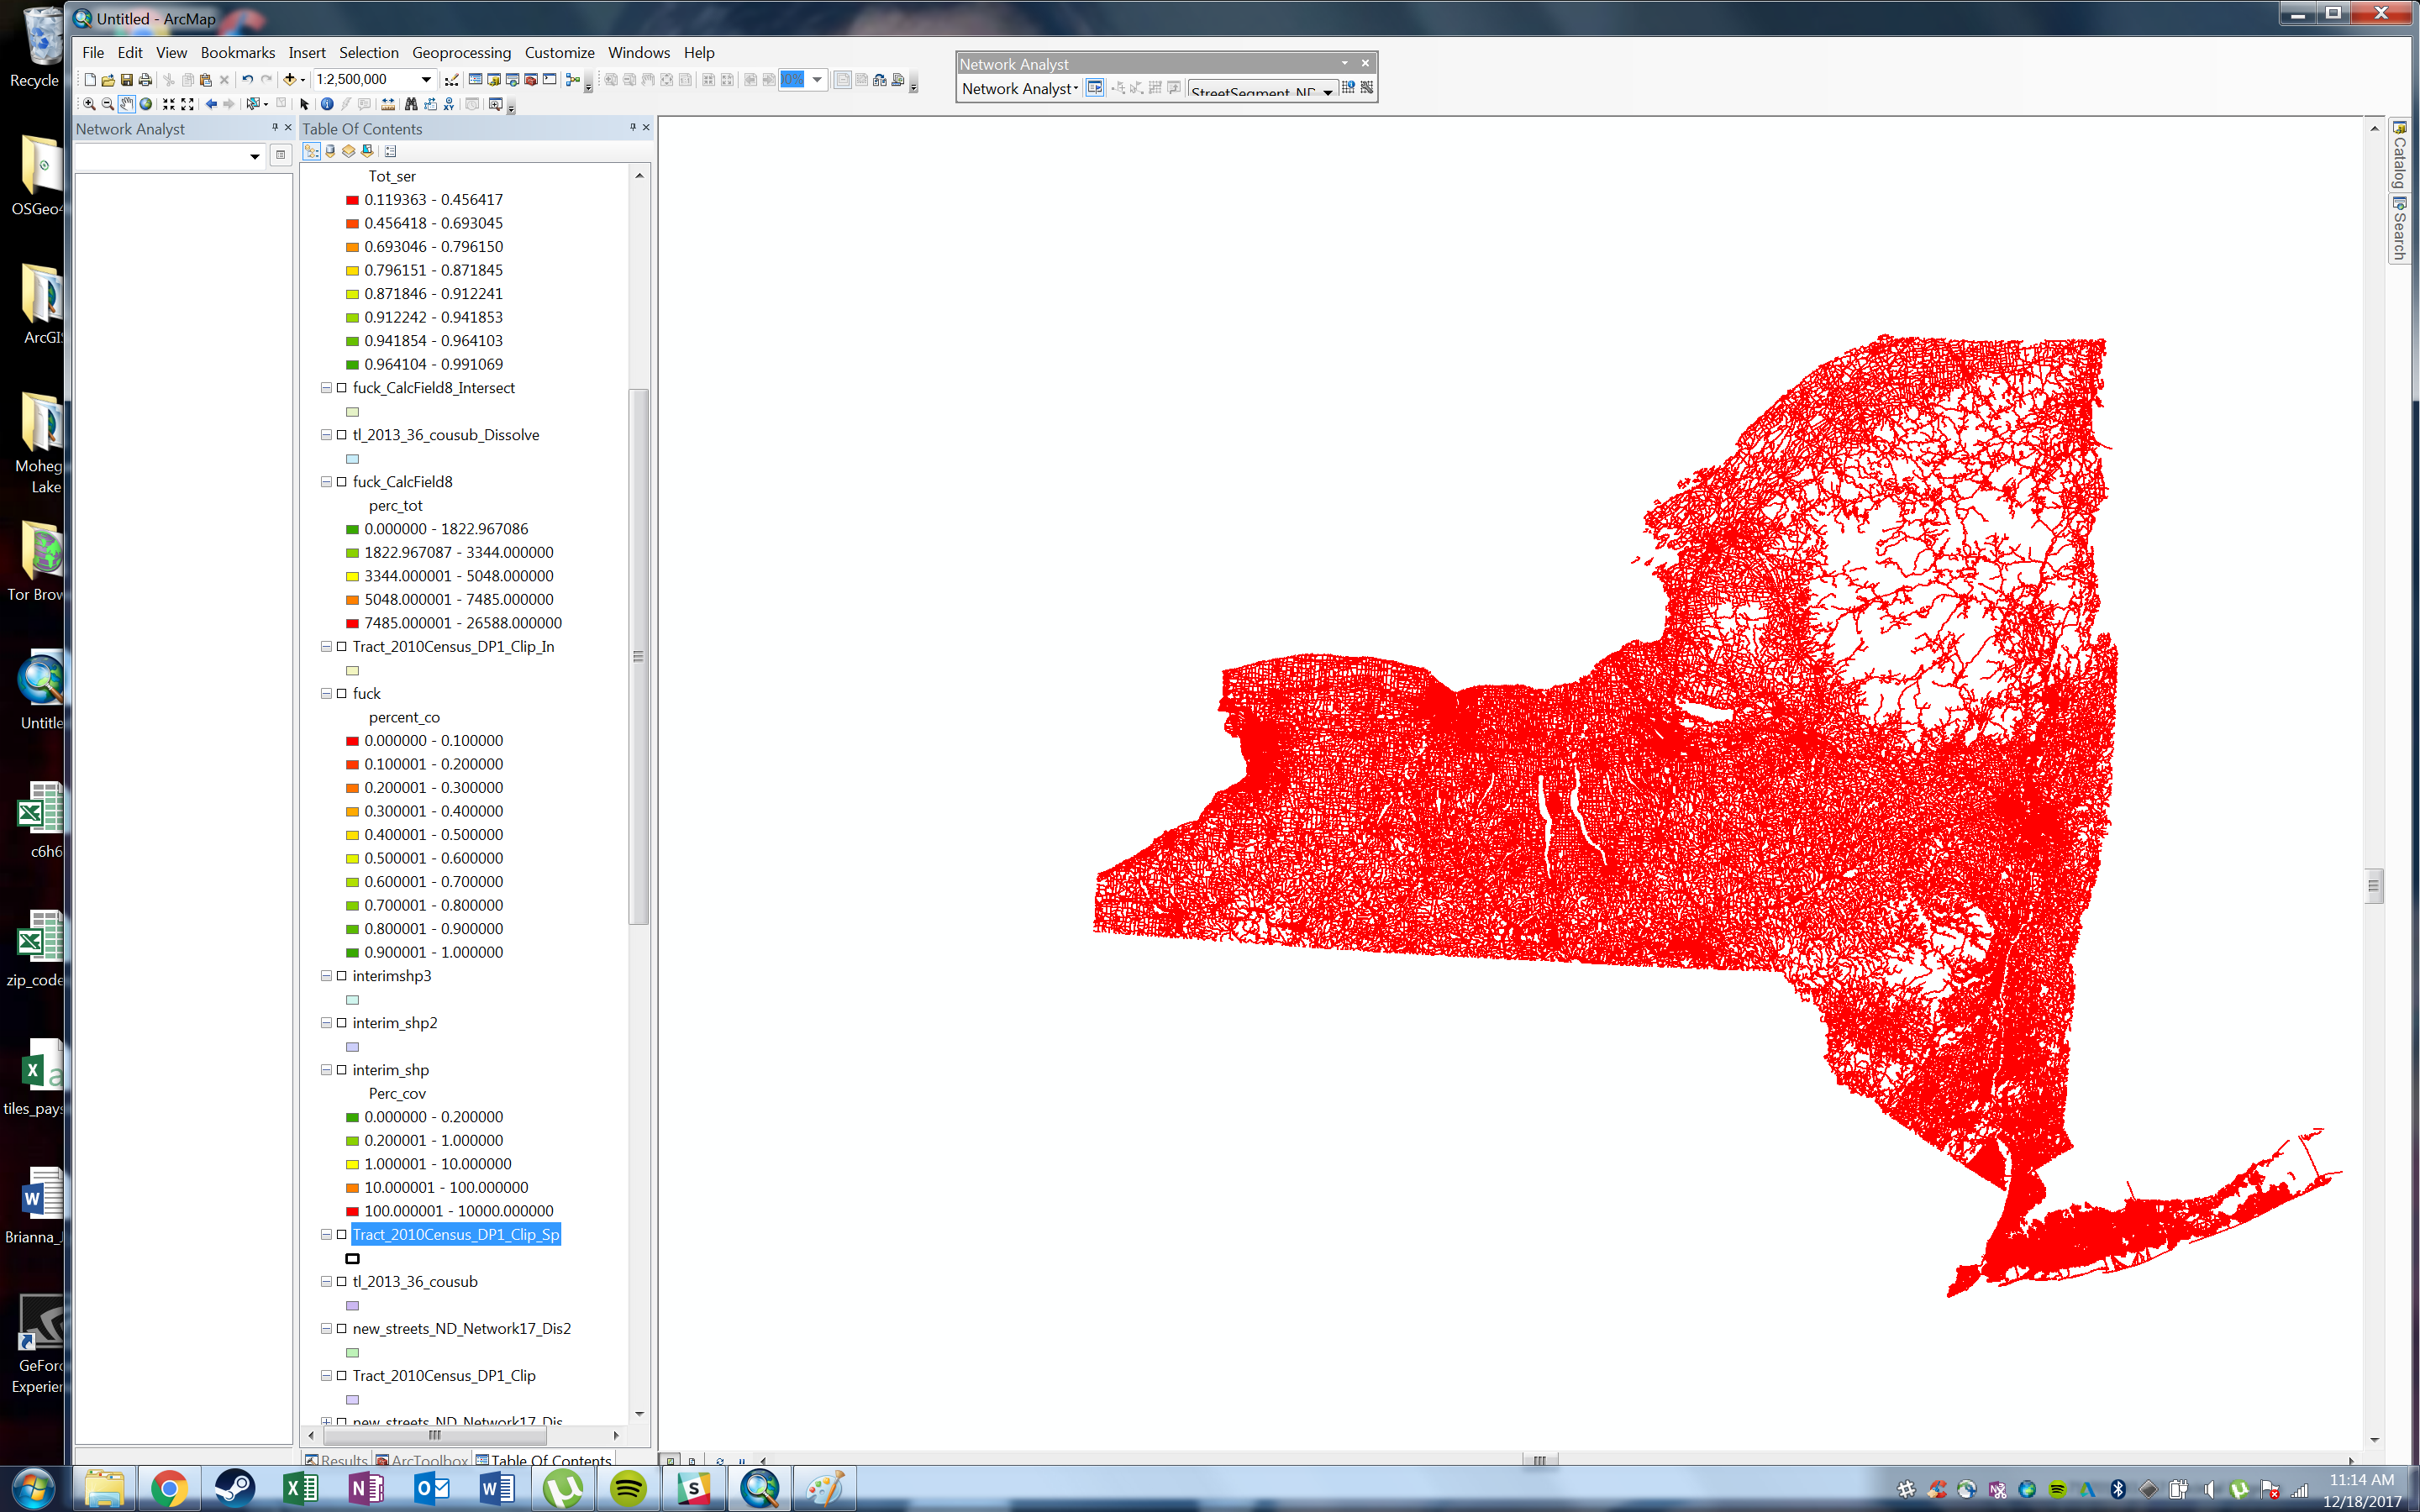 Untitled - ArcMap
File Edit View Bookmarks Insert Selection Geoprocessing Customize Windows Help
1:2,500,000
Network Analyst
Network Analyst
StreetSegment_ND
Network Analyst
Table Of Contents
Tot_ser
0.119363 - 0.456417
0.456418 - 0.693045
0.693046 - 0.796150
0.796151 - 0.871845
0.871846 - 0.912241
0.912242 - 0.941853
0.941854 - 0.964103
0.964104 - 0.991069
fuck_CalcField8_Intersect
tl_2013_36_cousub_Dissolve
fuck_CalcField8
perc_tot
0.000000 - 1822.967086
1822.967087 - 3344.000000
3344.000001 - 5048.000000
5048.000001 - 7485.000000
7485.000001 - 26588.000000
Tract_2010Census_DP1_Clip_In
fuck
percent_co
0.000000 - 0.100000
0.100001 - 0.200000
0.200001 - 0.300000
0.300001 - 0.400000
0.400001 - 0.500000
0.500001 - 0.600000
0.600001 - 0.700000
0.700001 - 0.800000
0.800001 - 0.900000
0.900001 - 1.000000
interimshp3
interim_shp2
interim_shp
Perc_cov
0.000000 - 0.200000
0.200001 - 1.000000
1.000001 - 10.000000
10.000001 - 100.000000
100.000001 - 10000.000000
Tract_2010Census_DP1_Clip_Sp
tl_2013_36_cousub
new_streets_ND_Network17_Dis2
Tract_2010Census_DP1_Clip
new_streets_ND_Network17_Dis
Results ArcToolbox Table Of Contents
Catalog
Search
Recycle
OSGeo4
ArcGIS
Moheg
Lake
Tor Brow
Untitle
c6h6
zip_code
tiles_pays
Brianna_J
GeForc
Experien
11:14 AM
12/18/2017